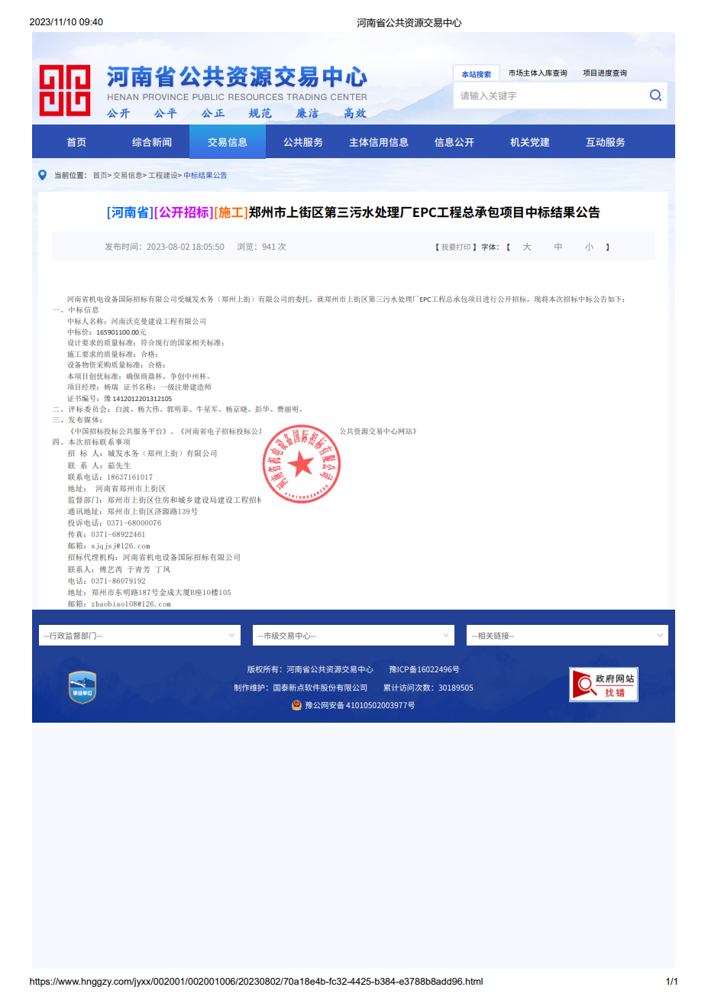 2023/11/10 09:40
河南省公共资源交易中心
河南省公共资源交易中心
HENAN PROVINCE PUBLIC RESOURCES TRADING CENTER
公开 公平 公正 规范 廉洁 高效
本站搜索 市场主体入库查询 项目进度查询
请输入关键字
首页 综合新闻 交易信息 公共服务 主体信用信息 信息公开 机关党建 互动服务
当前位置： 首页> 交易信息> 工程建设> 中标结果公告
[河南省][公开招标][施工]郑州市上街区第三污水处理厂EPC工程总承包项目中标结果公告
发布时间：2023-08-02 18:05:50 浏览：941 次 【 我要打印 】 字体：【 大 中 小 】
河南省机电设备国际招标有限公司受城发水务（郑州上街）有限公司的委托，就郑州市上街区第三污水处理厂EPC工程总承包项目进行公开招标，现将本次招标中标公告如下：
一、中标信息
中标人名称：河南沃克曼建设工程有限公司
中标价：165901100.00元
设计要求的质量标准：符合现行的国家相关标准；
施工要求的质量标准：合格；
设备物资采购质量标准：合格；
本项目创优标准：确保商鼎杯，争创中州杯。
项目经理：杨瑞 证书名称：一级注册建造师
证书编号：豫 1412012201312105
二、评标委员会：白波、杨大伟、郭明菲、牛星军、杨京晓、彭华、费丽明。
三、发布媒体：
《中国招标投标公共服务平台》、《河南省电子招标投标公共 公共资源交易中心网站》
四、本次招标联系事项
招 标 人：城发水务（郑州上街）有限公司
联 系 人：茹先生
联系电话：18637161017
地址： 河南省郑州市上街区
监督部门：郑州市上街区住房和城乡建设局建设工程招标
通讯地址：郑州市上街区济源路139号
投诉电话：0371-68000076
传真：0371-68922461
邮箱：sjqjsj@126.com
招标代理机构：河南省机电设备国际招标有限公司
联系人：傅艺芮 于青芳 丁风
电话：0371-86079192
地址：郑州市东明路187号金成大厦B座10楼105
邮箱：zhaobiao108@126.com
河南省机电设备国际招标有限公司
--行政监督部门-- --市级交易中心-- --相关链接--
版权所有：河南省公共资源交易中心 豫ICP备16022496号
制作维护：国泰新点软件股份有限公司 累计访问次数：30189505
豫公网安备 41010502003977号
事业单位
政府网站
找错
https://www.hnggzy.com/jyxx/002001/002001006/20230802/70a18e4b-fc32-4425-b384-e3788b8add96.html
1/1